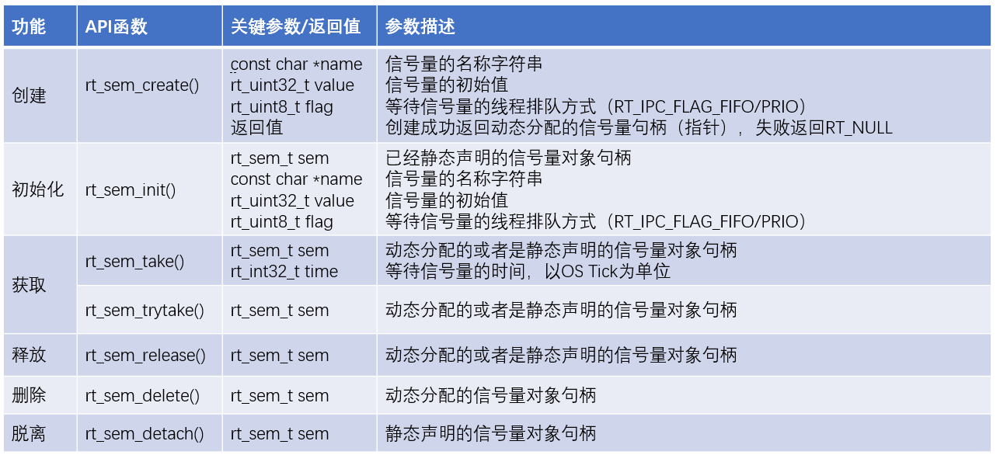 功能 API函数 关键参数/返回值 参数描述
创建 rt_sem_create()
const char *name 信号量的名称字符串
rt_uint32_t value 信号量的初始值
rt_uint8_t flag 等待信号量的线程排队方式（RT_IPC_FLAG_FIFO/PRIO）
返回值 创建成功返回动态分配的信号量句柄（指针），失败返回RT_NULL
初始化 rt_sem_init()
rt_sem_t sem 已经静态声明的信号量对象句柄
const char *name 信号量的名称字符串
rt_uint32_t value 信号量的初始值
rt_uint8_t flag 等待信号量的线程排队方式（RT_IPC_FLAG_FIFO/PRIO）
获取 rt_sem_take()
rt_sem_t sem 动态分配的或者是静态声明的信号量对象句柄
rt_int32_t time 等待信号量的时间，以OS Tick为单位
rt_sem_trytake() rt_sem_t sem 动态分配的或者是静态声明的信号量对象句柄
释放 rt_sem_release() rt_sem_t sem 动态分配的或者是静态声明的信号量对象句柄
删除 rt_sem_delete() rt_sem_t sem 动态分配的信号量对象句柄
脱离 rt_sem_detach() rt_sem_t sem 静态声明的信号量对象句柄